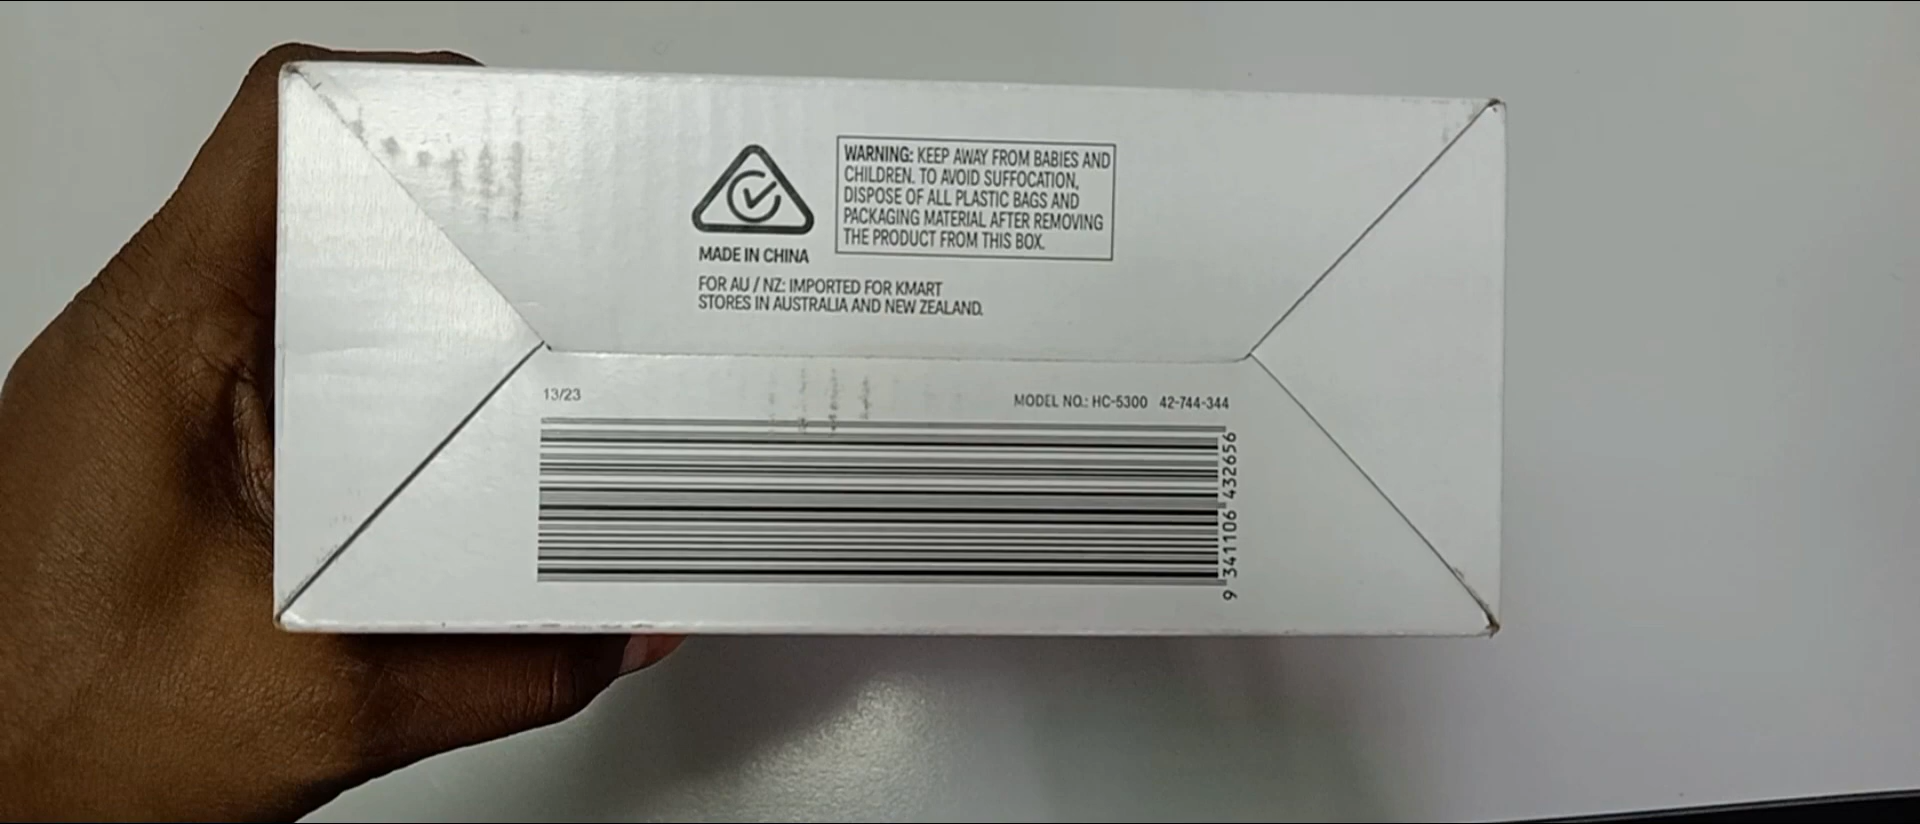 WARNING: KEEP AWAY FROM BABIES AND
CHILDREN. TO AVOID SUFFOCATION,
DISPOSE OF ALL PLASTIC BAGS AND
PACKAGING MATERIAL AFTER REMOVING
THE PRODUCT FROM THIS BOX.
MADE IN CHINA
FOR AU / NZ: IMPORTED FOR KMART
STORES IN AUSTRALIA AND NEW ZEALAND.
13/23
MODEL NO.: HC-5300 42-744-344
9 341106 432656